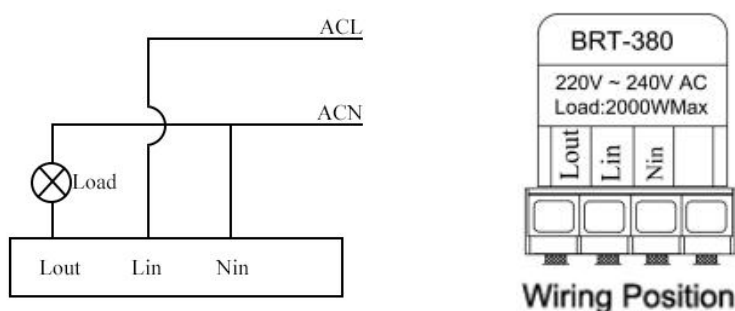 ACL
ACN
Load
Lout Lin Nin
BRT-380
220V ~ 240V AC
Load:2000WMax
Lout
Lin
Nin
Wiring Position